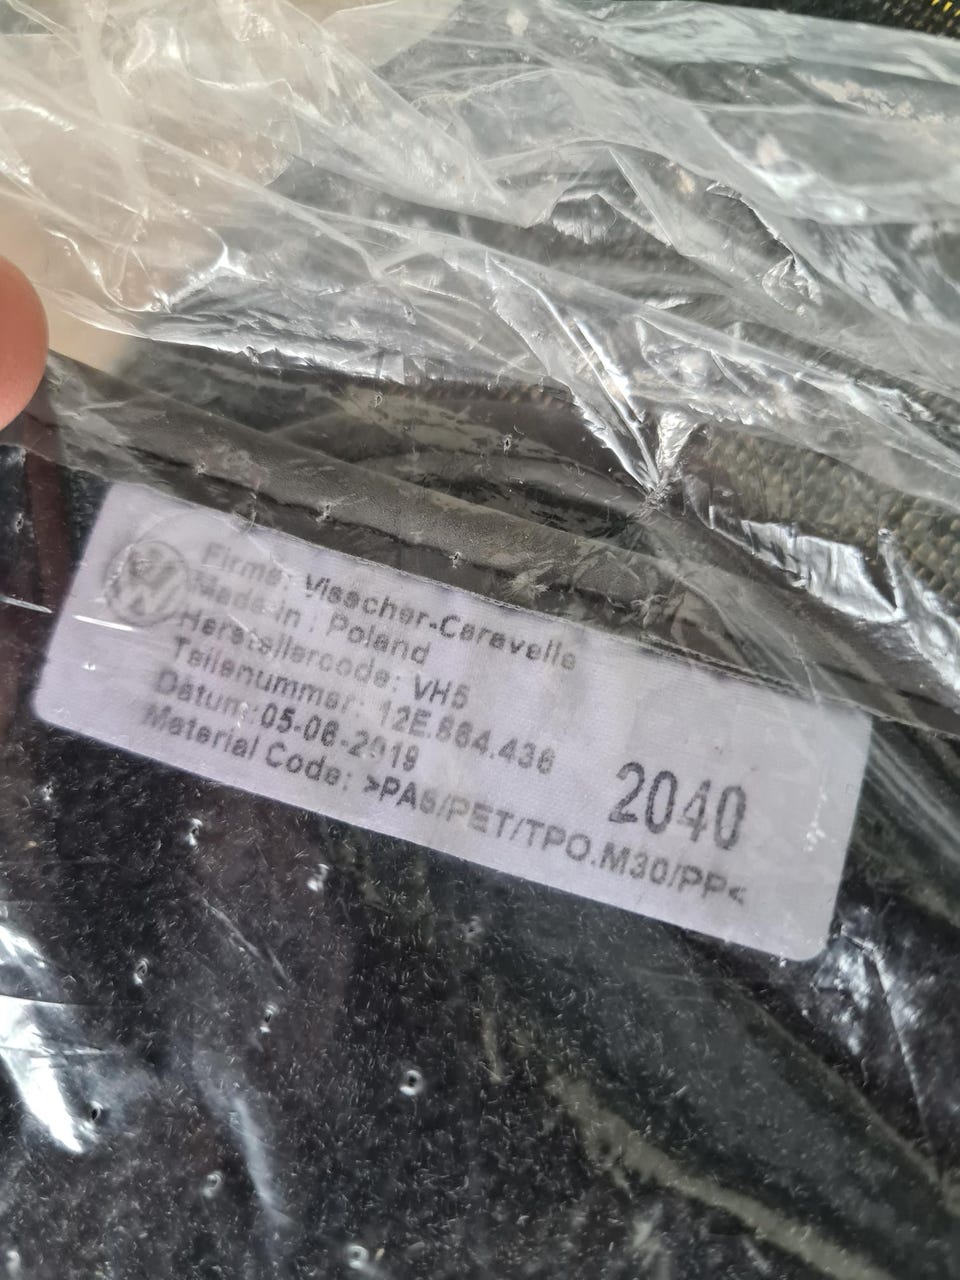 Firma: Visscher-Caravelle
Made in : Poland
Herstellercode: VH5
Teilenummer: 12E.864.436
Datum:05-06-2019
Material Code: >PA6/PET/TPO.M30/PP<
2040